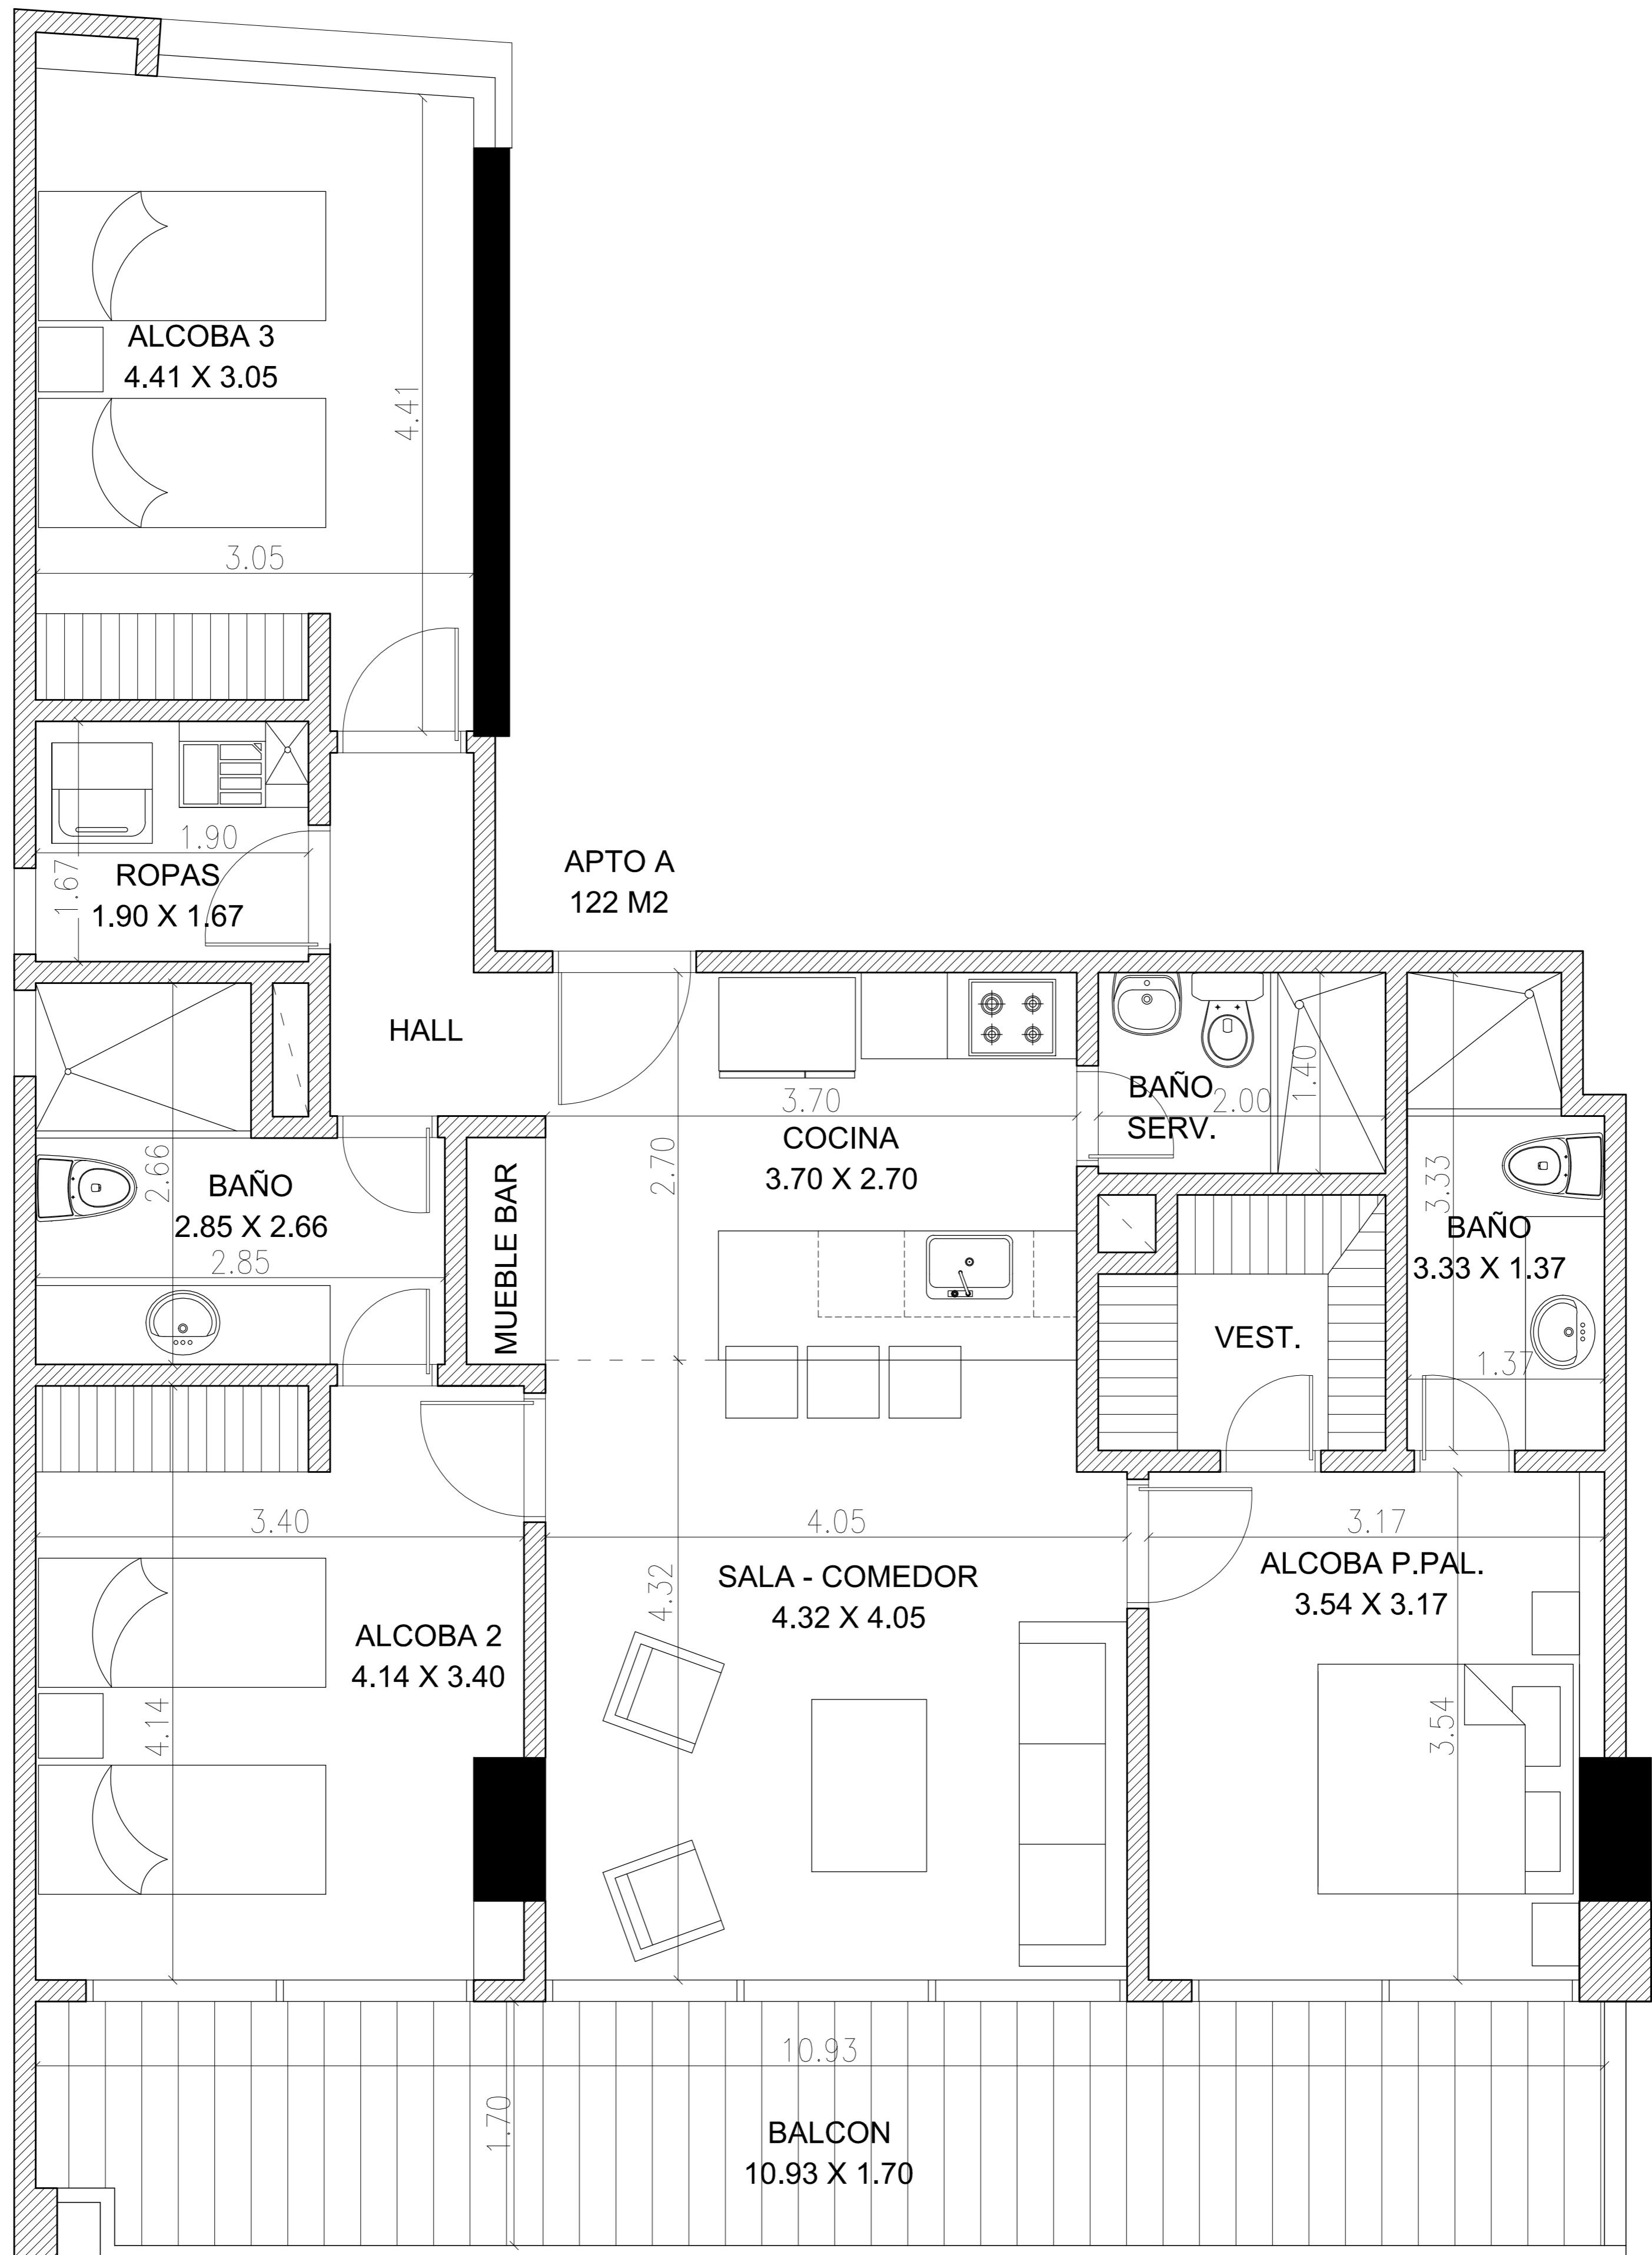 ALCOBA 3
4.41 X 3.05
4.41
3.05
1.90
1.67
ROPAS
1.90 X 1.67
APTO A
122 M2
HALL
3.70
COCINA
3.70 X 2.70
2.70
BAÑO
SERV.
2.00
1.40
2.66
BAÑO
2.85 X 2.66
2.85
MUEBLE BAR
3.33
BAÑO
3.33 X 1.37
1.37
VEST.
3.40
4.05
3.17
SALA - COMEDOR
4.32 X 4.05
4.32
ALCOBA P.PAL.
3.54 X 3.17
3.54
ALCOBA 2
4.14 X 3.40
4.14
10.93
1.70
BALCON
10.93 X 1.70